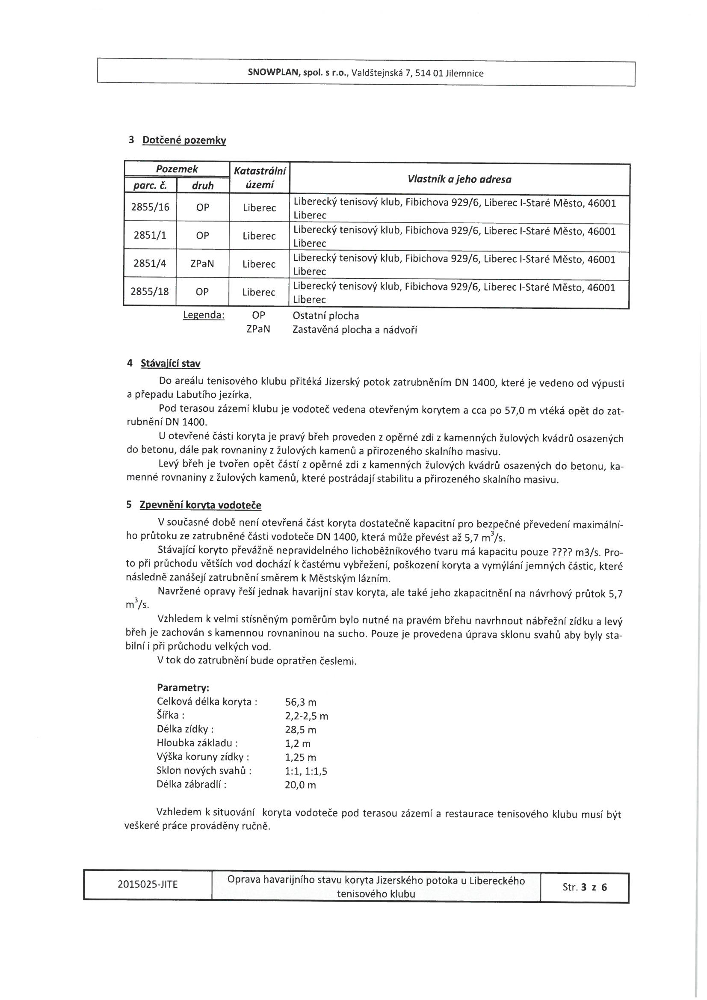 SNOWPLAN, spol. s r.o., Valdštejnská 7, 514 01 Jilemnice
3 Dotčené pozemky
Pozemek Katastrální území Vlastník a jeho adresa
parc. č. druh
2855/16 OP Liberec Liberecký tenisový klub, Fibichova 929/6, Liberec I-Staré Město, 46001
Liberec
2851/1 OP Liberec Liberecký tenisový klub, Fibichova 929/6, Liberec I-Staré Město, 46001
Liberec
2851/4 ZPaN Liberec Liberecký tenisový klub, Fibichova 929/6, Liberec I-Staré Město, 46001
Liberec
2855/18 OP Liberec Liberecký tenisový klub, Fibichova 929/6, Liberec I-Staré Město, 46001
Liberec
Legenda: OP Ostatní plocha
ZPaN Zastavěná plocha a nádvoří
4 Stávající stav
Do areálu tenisového klubu přitéká Jizerský potok zatrubněním DN 1400, které je vedeno od výpusti
a přepadu Labutího jezírka.
Pod terasou zázemí klubu je vodoteč vedena otevřeným korytem a cca po 57,0 m vtéká opět do zat-
rubnění DN 1400.
U otevřené části koryta je pravý břeh proveden z opěrné zdi z kamenných žulových kvádrů osazených
do betonu, dále pak rovnaniny z žulových kamenů a přirozeného skalního masivu.
Levý břeh je tvořen opět částí z opěrné zdi z kamenných žulových kvádrů osazených do betonu, ka-
menné rovnaniny z žulových kamenů, které postrádají stabilitu a přirozeného skalního masivu.
5 Zpevnění koryta vodoteče
V současné době není otevřená část koryta dostatečně kapacitní pro bezpečné převedení maximální-
ho průtoku ze zatrubněné části vodoteče DN 1400, která může převést až 5,7 m³/s.
Stávající koryto převážně nepravidelného lichoběžníkového tvaru má kapacitu pouze ???? m3/s. Pro-
to při průchodu větších vod dochází k častému vybřežení, poškození koryta a vymýlání jemných částic, které
následně zanášejí zatrubnění směrem k Městským lázním.
Navržené opravy řeší jednak havarijní stav koryta, ale také jeho zkapacitnění na návrhový průtok 5,7
m³/s.
Vzhledem k velmi stísněným poměrům bylo nutné na pravém břehu navrhnout nábřežní zídku a levý
břeh je zachován s kamennou rovnaninou na sucho. Pouze je provedena úprava sklonu svahů aby byly sta-
bilní i při průchodu velkých vod.
V tok do zatrubnění bude opratřen česlemi.
Parametry:
Celková délka koryta : 56,3 m
Šířka : 2,2-2,5 m
Délka zídky : 28,5 m
Hloubka základu : 1,2 m
Výška koruny zídky : 1,25 m
Sklon nových svahů : 1:1, 1:1,5
Délka zábradlí : 20,0 m
Vzhledem k situování koryta vodoteče pod terasou zázemí a restaurace tenisového klubu musí být
veškeré práce prováděny ručně.
2015025-JITE Oprava havarijního stavu koryta Jizerského potoka u Libereckého Str. 3 z 6
tenisového klubu